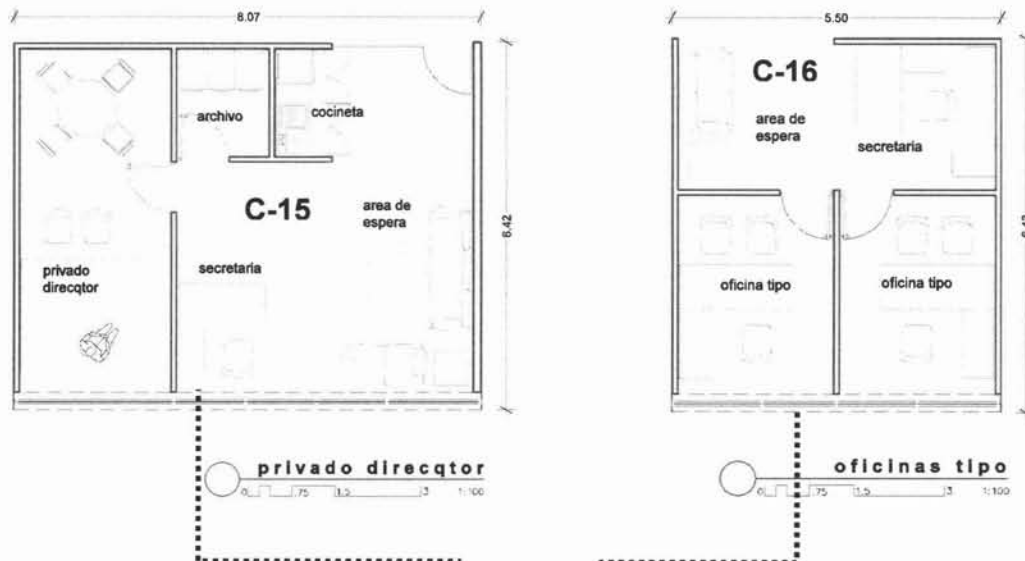 8.07
archivo
cocineta
C-15
area de
espera
6.42
privado
direcqtor
secretaria
privado direcqtor
0 .75 1.5 3 1:100
5.50
C-16
area de
espera
secretaria
oficina tipo
oficina tipo
oficinas tipo
0 .75 1.5 3 1:100